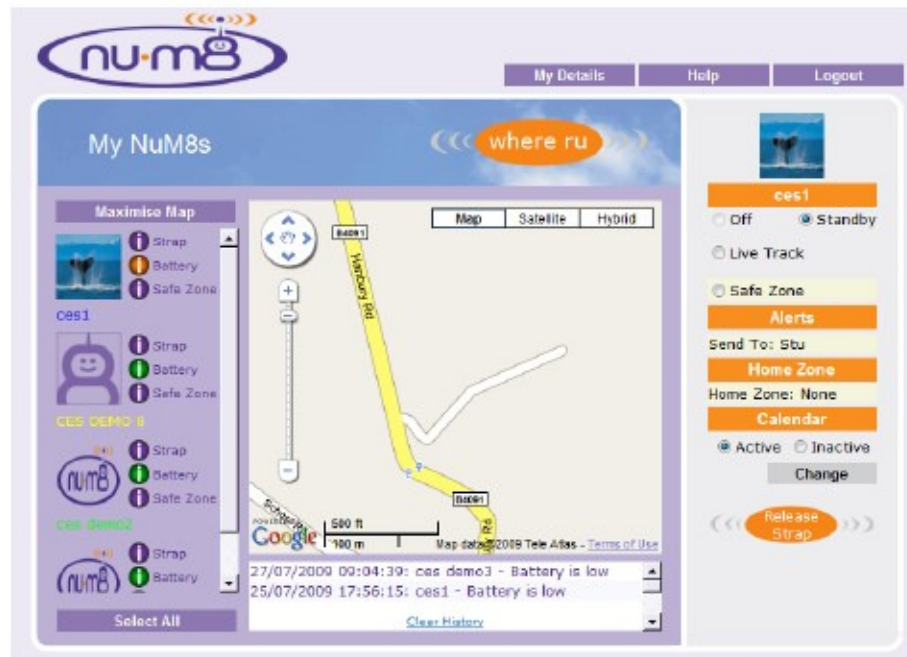 nu·m8
My Details Help Logout
My NuM8s
where ru
Maximise Map
Strap
Battery
Safe Zone
ces1
Strap
Battery
Safe Zone
CES DEMO 8
num8
Strap
Battery
Safe Zone
ces demo2
num8
Strap
Battery
Select All
Map Satellite Hybrid
B4091
Hanbury Rd
B4091
Rd
500 ft
100 m
POWERED BY
Google
Map data ©2009 Tele Atlas - Terms of Use
27/07/2009 09:04:39: ces demo3 - Battery is low
25/07/2009 17:56:15: ces1 - Battery is low
Clear History
ces1
Off Standby
Live Track
Safe Zone
Alerts
Send To: Stu
Home Zone
Home Zone: None
Calendar
Active Inactive
Change
Release
Strap